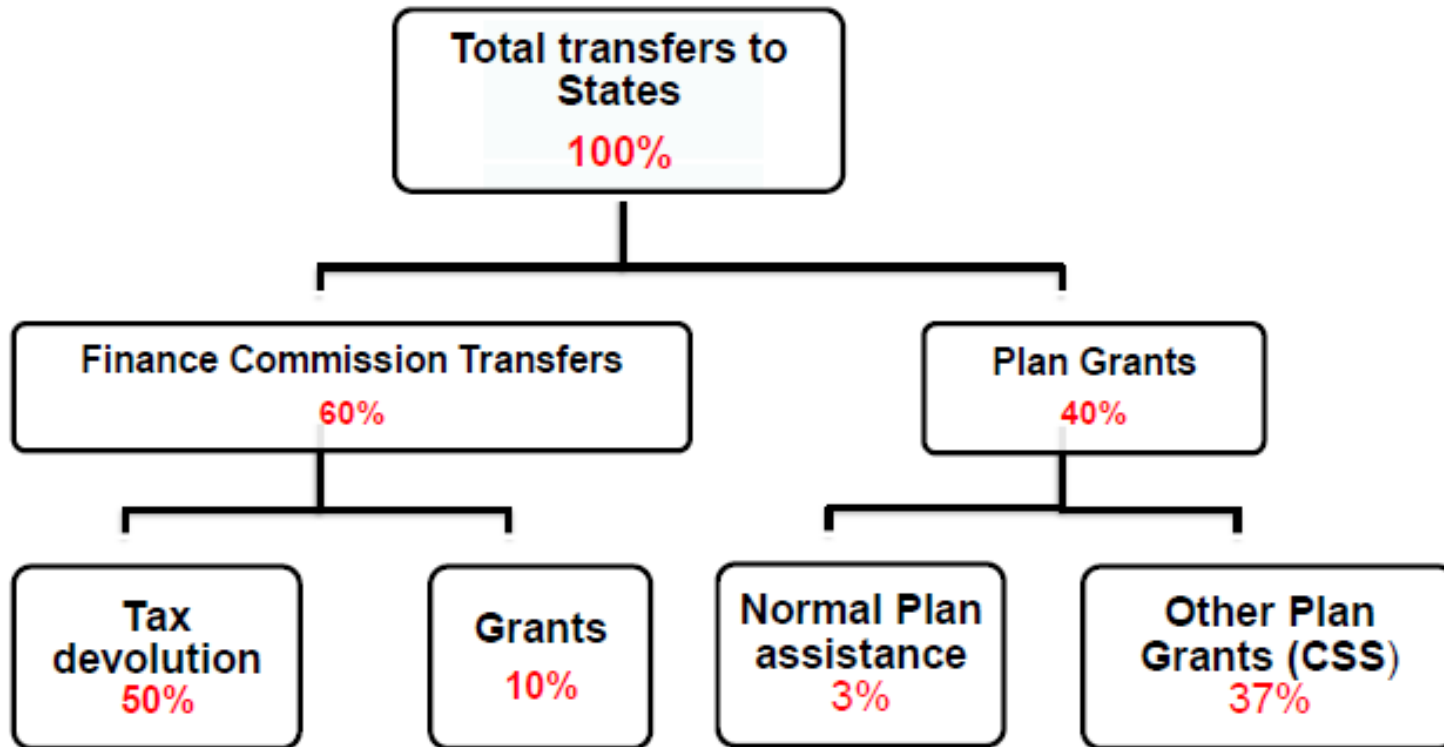 Total transfers to
States
100%
Finance Commission Transfers
60%
Plan Grants
40%
Tax
devolution
50%
Grants
10%
Normal Plan
assistance
3%
Other Plan
Grants (CSS)
37%